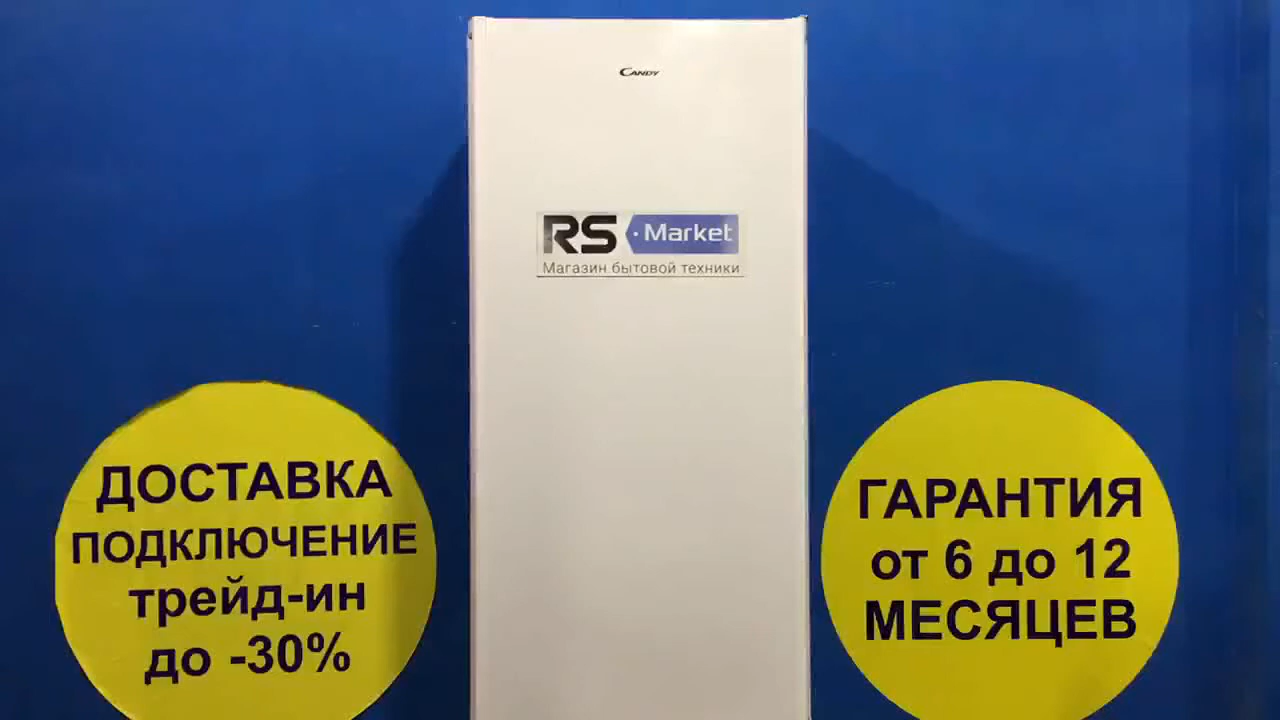 CANDY
RS · Market
Магазин бытовой техники
ДОСТАВКА
ПОДКЛЮЧЕНИЕ
трейд-ин
до -30%
ГАРАНТИЯ
от 6 до 12
МЕСЯЦЕВ